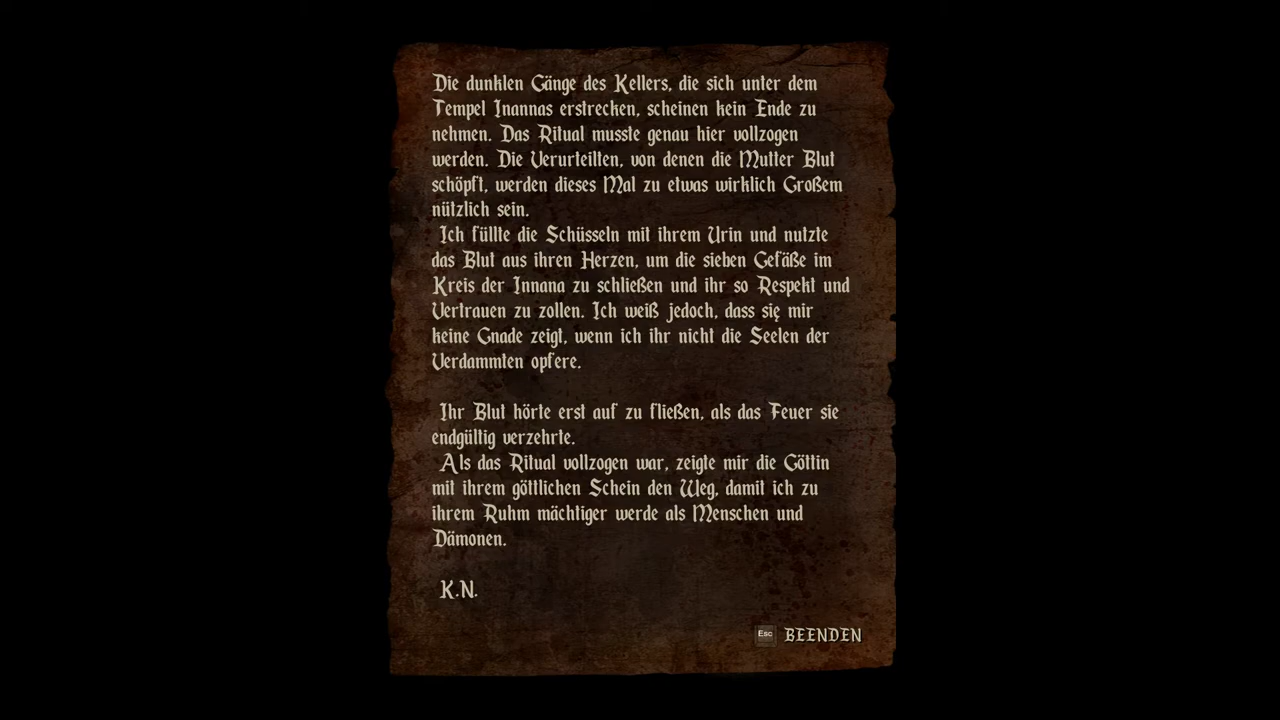 Die dunklen Gänge des Kellers, die sich unter dem
Tempel Inannas erstrecken, scheinen kein Ende zu
nehmen. Das Ritual musste genau hier vollzogen
werden. Die Verurteilten, von denen die Mutter Blut
schöpft, werden dieses Mal zu etwas wirklich Großem
nützlich sein.
Ich füllte die Schüsseln mit ihrem Urin und nutzte
das Blut aus ihren Herzen, um die sieben Gefäße im
Kreis der Innana zu schließen und ihr so Respekt und
Vertrauen zu zollen. Ich weiß jedoch, dass się mir
keine Gnade zeigt, wenn ich ihr nicht die Seelen der
Verdammten opfere.
Ihr Blut hörte erst auf zu fließen, als das Feuer sie
endgültig verzehrte.
Als das Ritual vollzogen war, zeigte mir die Göttin
mit ihrem göttlichen Schein den Weg, damit ich zu
ihrem Ruhm mächtiger werde als Menschen und
Dämonen.
K.N.
Esc BEENDEN